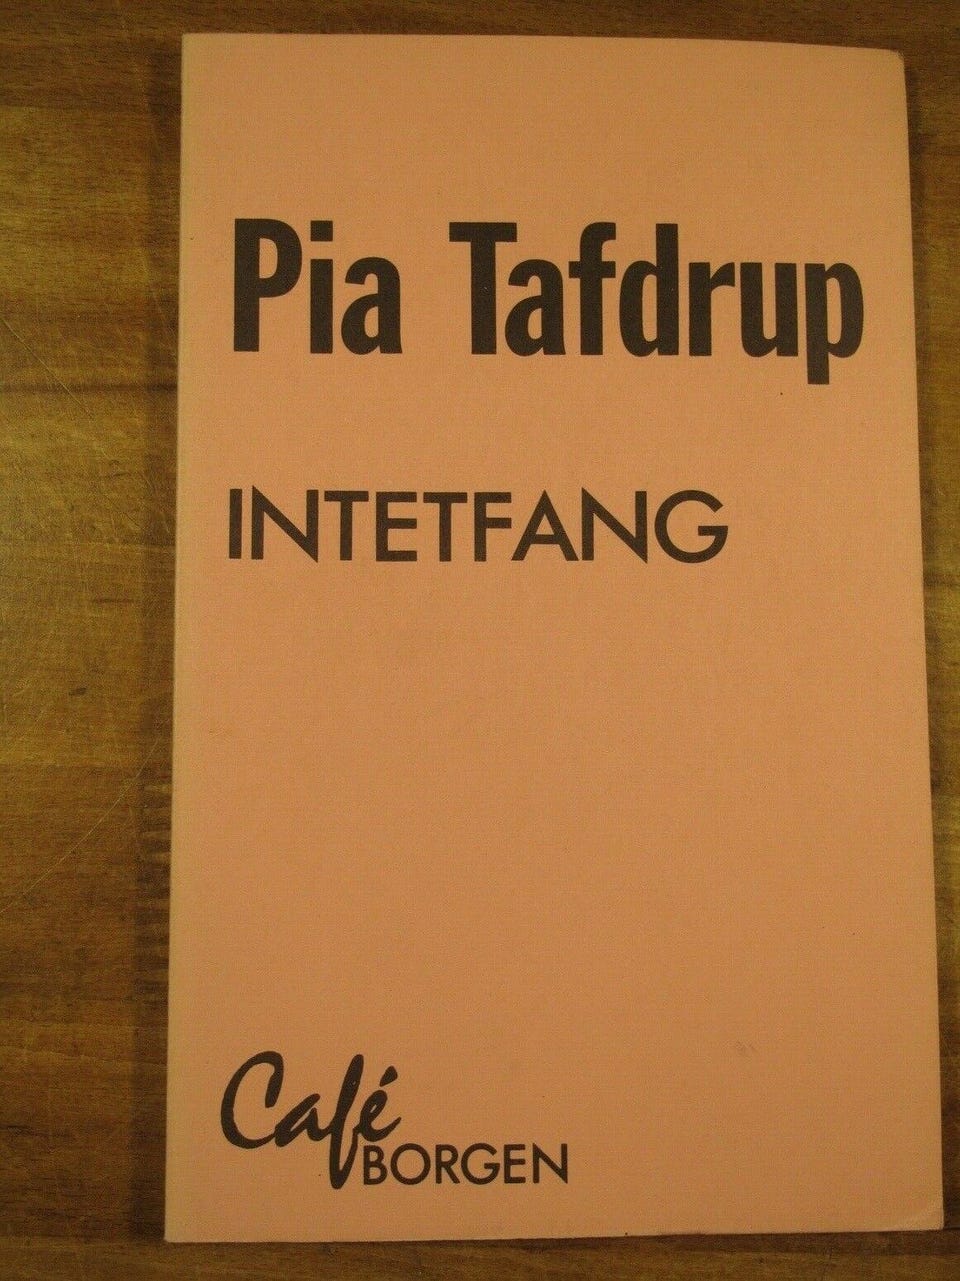 Pia Tafdrup
INTETFANG
Café
BORGEN